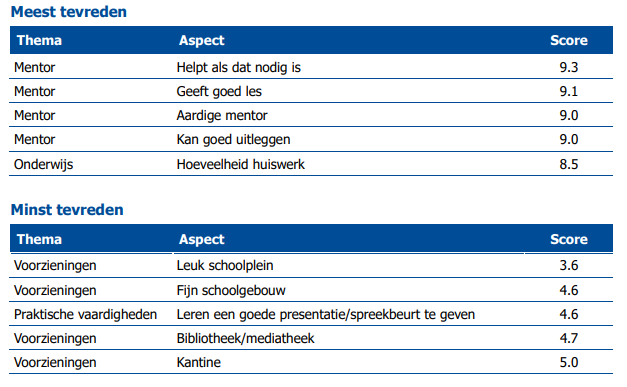 Meest tevreden
Thema Aspect Score
Mentor Helpt als dat nodig is 9.3
Mentor Geeft goed les 9.1
Mentor Aardige mentor 9.0
Mentor Kan goed uitleggen 9.0
Onderwijs Hoeveelheid huiswerk 8.5
Minst tevreden
Thema Aspect Score
Voorzieningen Leuk schoolplein 3.6
Voorzieningen Fijn schoolgebouw 4.6
Praktische vaardigheden Leren een goede presentatie/spreekbeurt te geven 4.6
Voorzieningen Bibliotheek/mediatheek 4.7
Voorzieningen Kantine 5.0